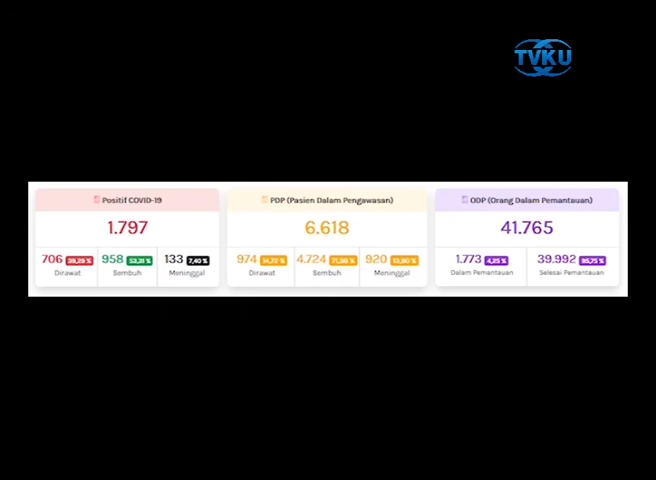 TVKU
Positif COVID-19
1.797
706 39,29 %
Dirawat
958 53,31 %
Sembuh
133 7,40 %
Meninggal
PDP (Pasien Dalam Pengawasan)
6.618
974 14,72 %
Dirawat
4.724 71,38 %
Sembuh
920 13,90 %
Meninggal
ODP (Orang Dalam Pemantauan)
41.765
1.773 4,25 %
Dalam Pemantauan
39.992 95,75 %
Selesai Pemantauan